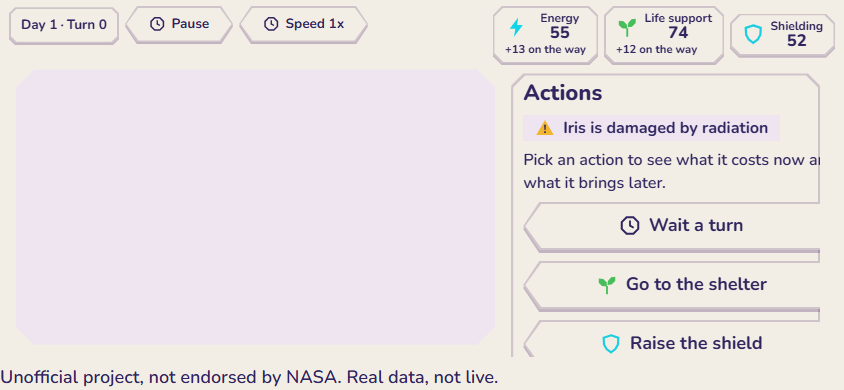 Day 1 · Turn 0
Pause
Speed 1x
Energy
55
+13 on the way
Life support
74
+12 on the way
Shielding
52
Actions
Iris is damaged by radiation
Pick an action to see what it costs now
what it brings later.
Wait a turn
Go to the shelter
Raise the shield
Unofficial project, not endorsed by NASA. Real data, not live.